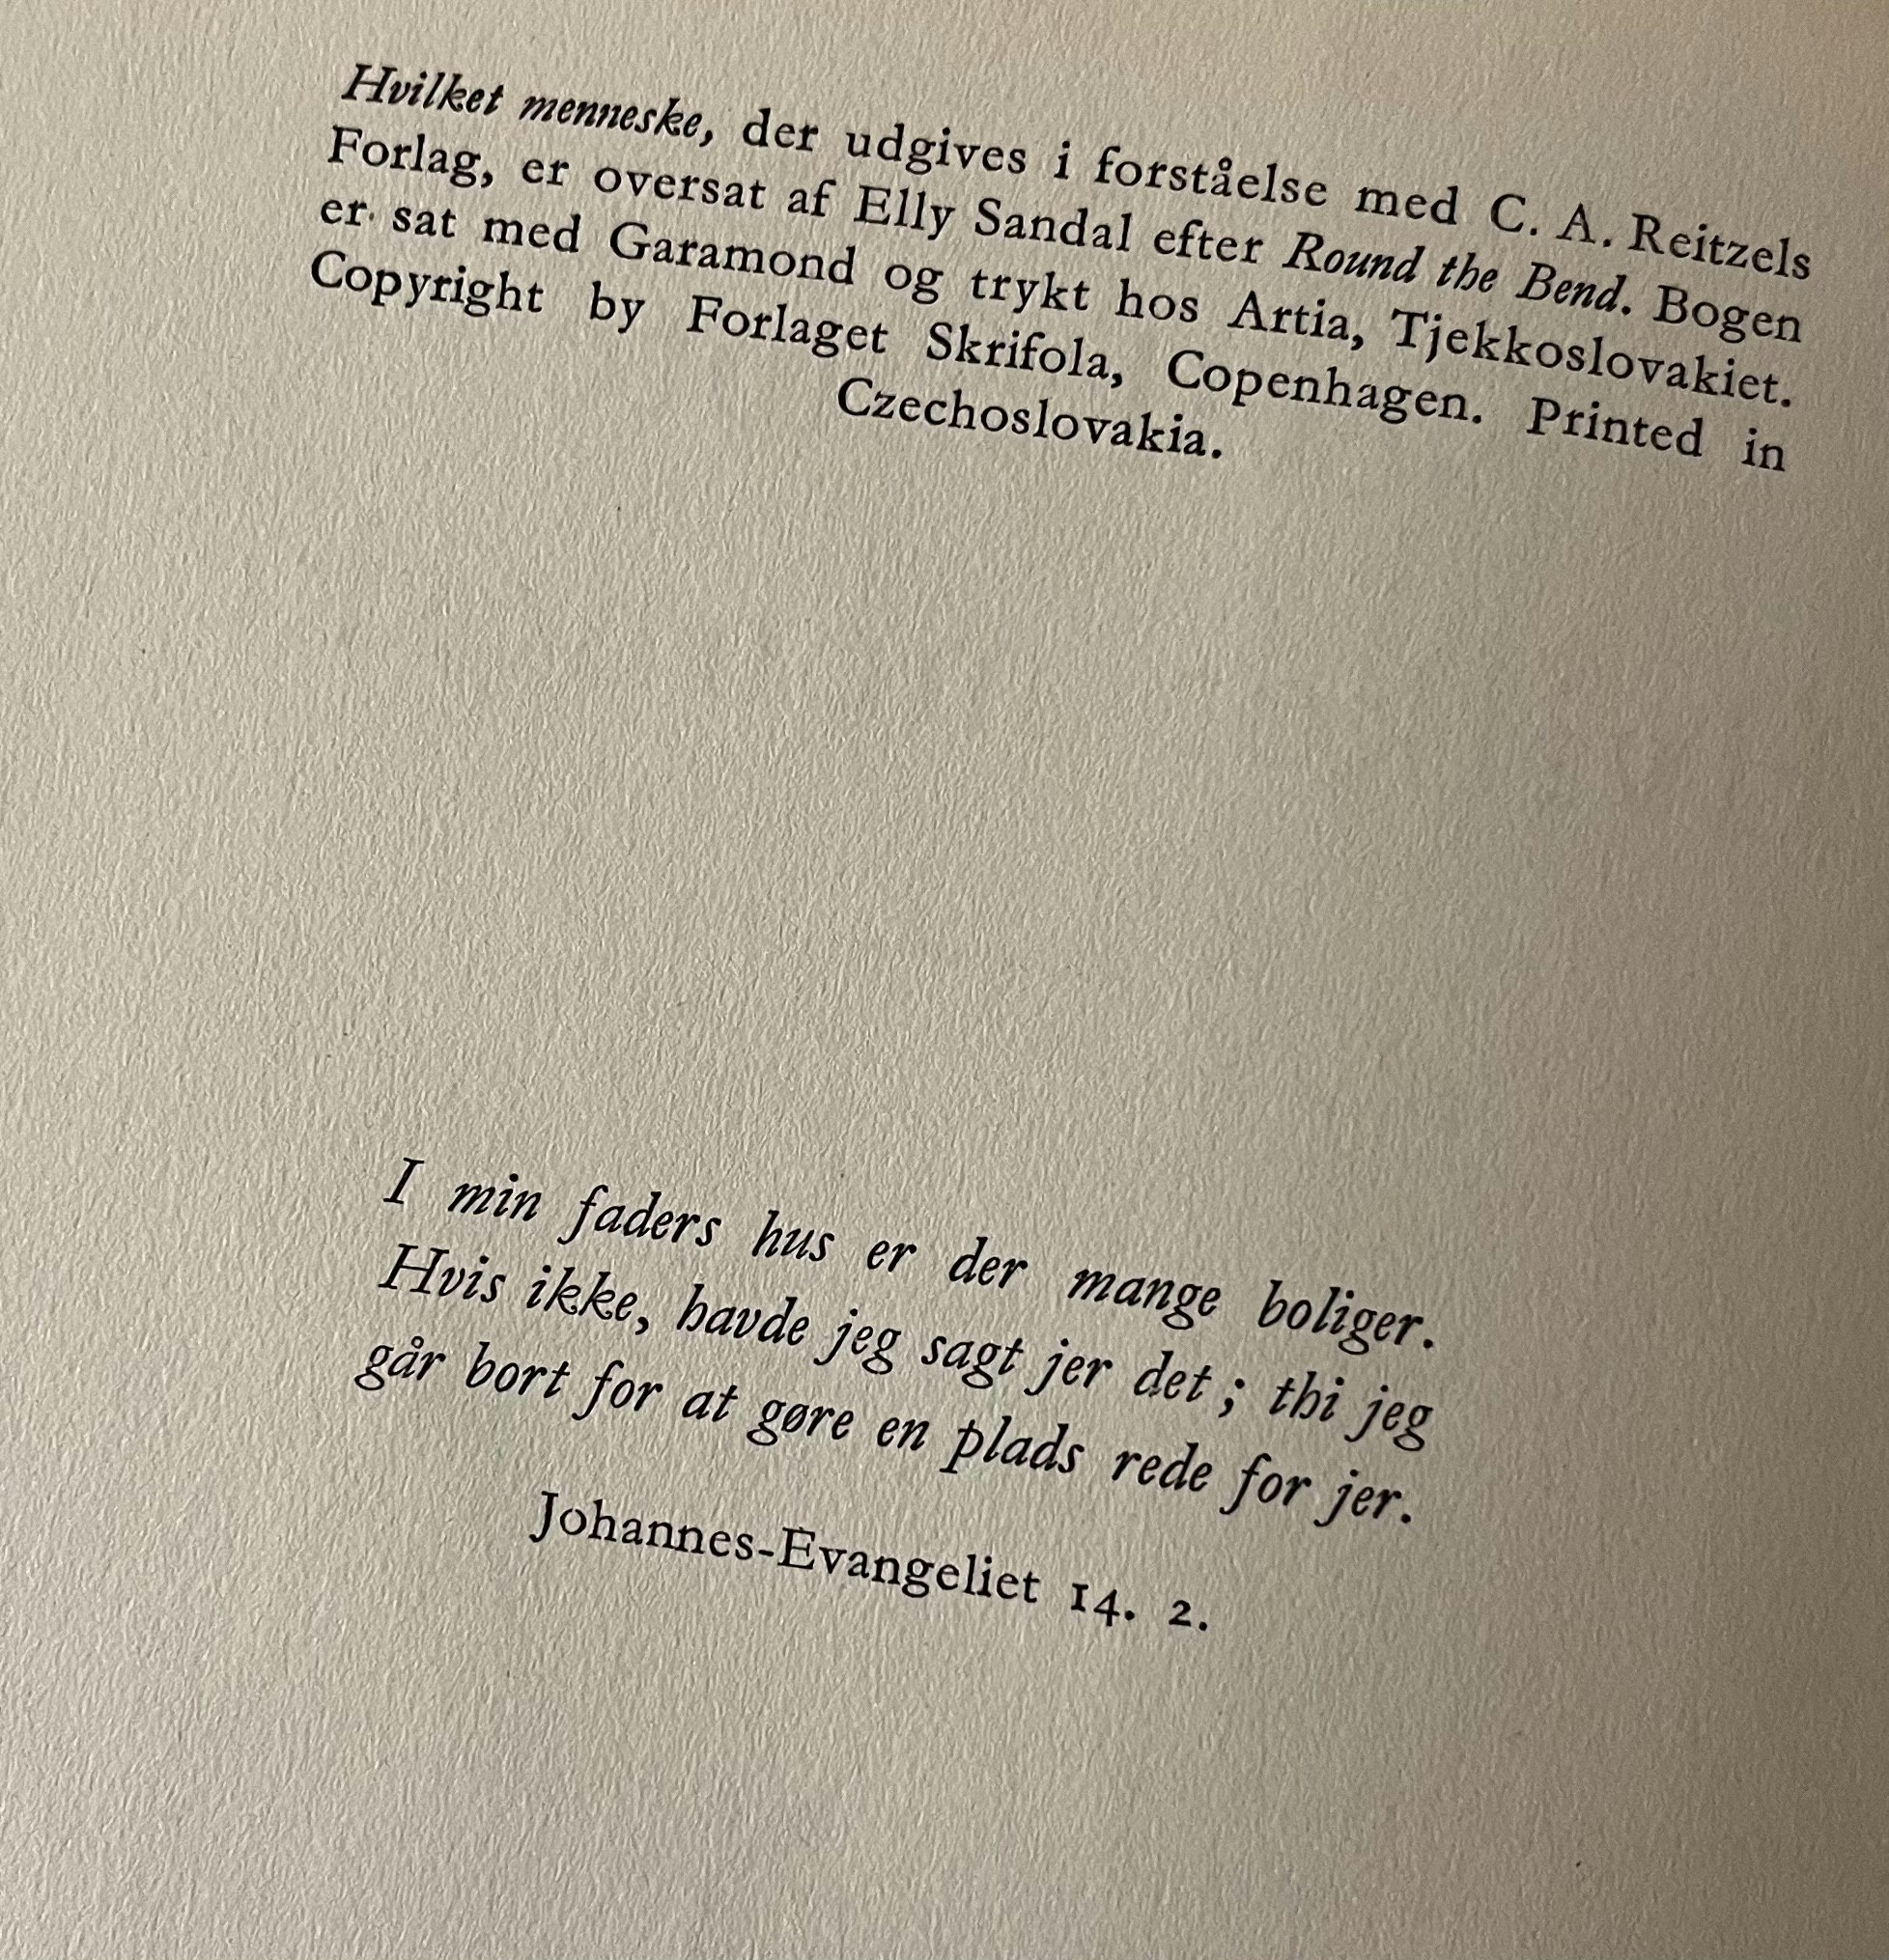 Hvilket menneske, der udgives i forståelse med C. A. Reitzels
Forlag, er oversat af Elly Sandal efter Round the Bend. Bogen
er sat med Garamond og trykt hos Artia, Tjekkoslovakiet.
Copyright by Forlaget Skrifola, Copenhagen. Printed in
Czechoslovakia.
I min faders hus er der mange boliger.
Hvis ikke, havde jeg sagt jer det; thi jeg
går bort for at gøre en plads rede for jer.
Johannes-Evangeliet 14. 2.